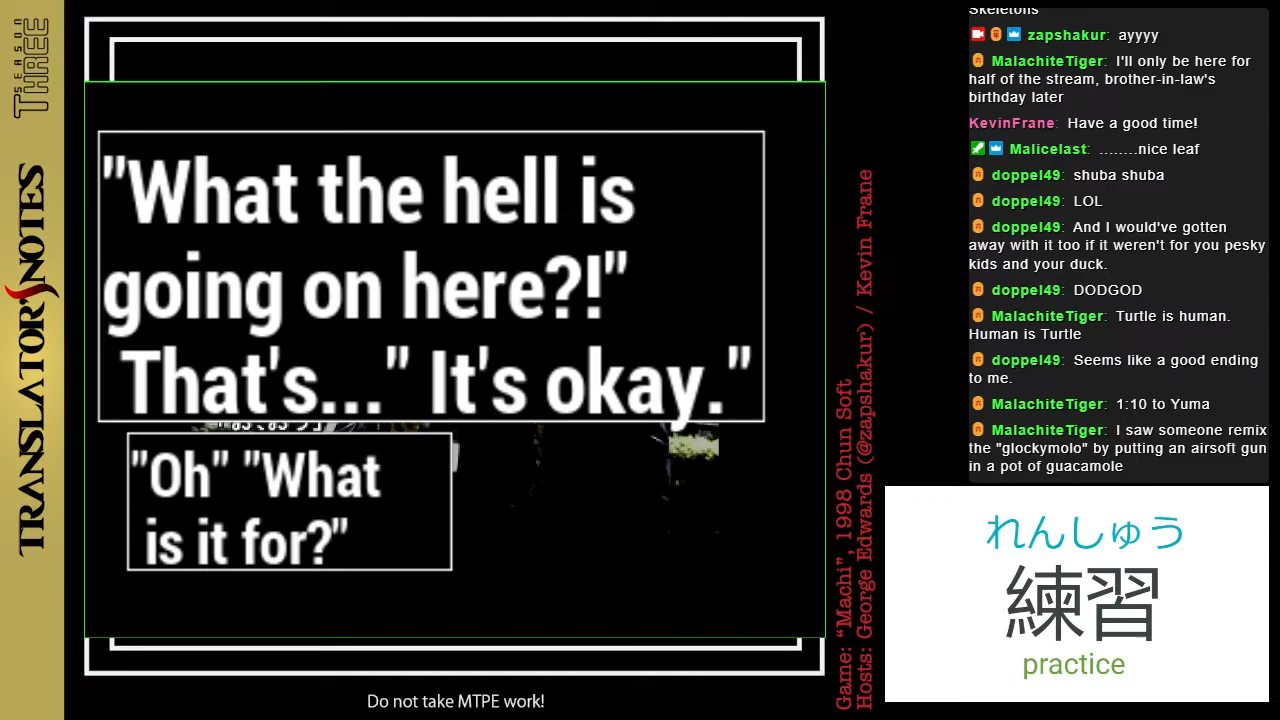 SEASON
THREE
TRANSLATOR'S NOTES
"What the hell is
going on here?!"
That's..." It's okay."
"Oh" "What
is it for?"
Do not take MTPE work!
Game: "Machi", 1998 Chun Soft
Hosts: George Edwards (@zapshakur) / Kevin Frane
Skeletons
zapshakur: ayyyy
MalachiteTiger: I'll only be here for
half of the stream, brother-in-law's
birthday later
KevinFrane: Have a good time!
Malicelast: ........nice leaf
doppel49: shuba shuba
doppel49: LOL
doppel49: And I would've gotten
away with it too if it weren't for you pesky
kids and your duck.
doppel49: DODGOD
MalachiteTiger: Turtle is human.
Human is Turtle
doppel49: Seems like a good ending
to me.
MalachiteTiger: 1:10 to Yuma
MalachiteTiger: I saw someone remix
the "glockymolo" by putting an airsoft gun
in a pot of guacamole
れんしゅう
練習
practice